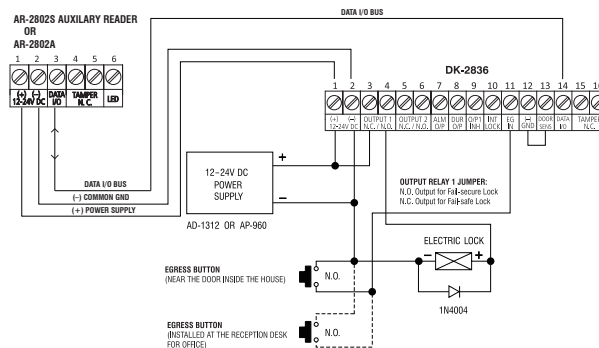 DATA I/O BUS
AR-2802S AUXILARY READER
OR
AR-2802A
1 2 3 4 5 6
(+) (–) DATA TAMPER LED
12-24V DC I/O N.C.
DK-2836
1 2 3 4 5 6 7 8 9 10 11 12 13 14 15 16
(+) (–) OUTPUT 1 OUTPUT 2 ALM DUR O/P1 INT EG (–) DOOR DATA TAMPER
12-24V DC N.C. / N.O. N.C. / N.O. O/P O/P INH LOCK IN GND SENS I/O N.C.
12–24V DC
POWER
SUPPLY
+
–
AD-1312 OR AP-960
DATA I/O BUS
(–) COMMON GND
(+) POWER SUPPLY
OUTPUT RELAY 1 JUMPER:
N.O. Output for Fail-secure Lock
N.C. Output for Fail-safe Lock
ELECTRIC LOCK
– +
1N4004
EGRESS BUTTON
(NEAR THE DOOR INSIDE THE HOUSE)
N.O.
EGRESS BUTTON
(INSTALLED AT THE RECEPTION DESK
FOR OFFICE)
N.O.